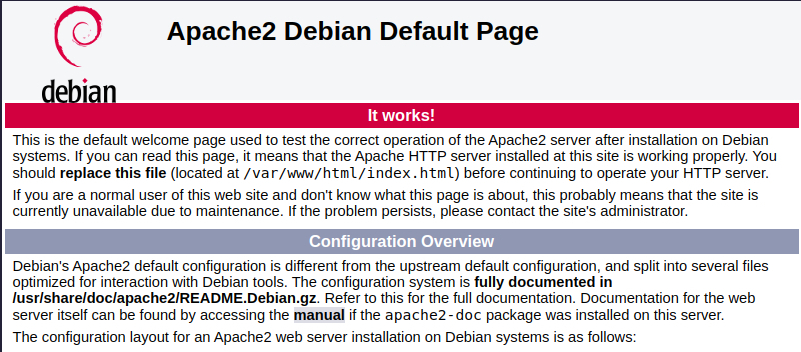 Apache2 Debian Default Page
debian
It works!
This is the default welcome page used to test the correct operation of the Apache2 server after installation on Debian
systems. If you can read this page, it means that the Apache HTTP server installed at this site is working properly. You
should replace this file (located at /var/www/html/index.html) before continuing to operate your HTTP server.
If you are a normal user of this web site and don't know what this page is about, this probably means that the site is
currently unavailable due to maintenance. If the problem persists, please contact the site's administrator.
Configuration Overview
Debian's Apache2 default configuration is different from the upstream default configuration, and split into several files
optimized for interaction with Debian tools. The configuration system is fully documented in
/usr/share/doc/apache2/README.Debian.gz. Refer to this for the full documentation. Documentation for the web
server itself can be found by accessing the manual if the apache2-doc package was installed on this server.
The configuration layout for an Apache2 web server installation on Debian systems is as follows: